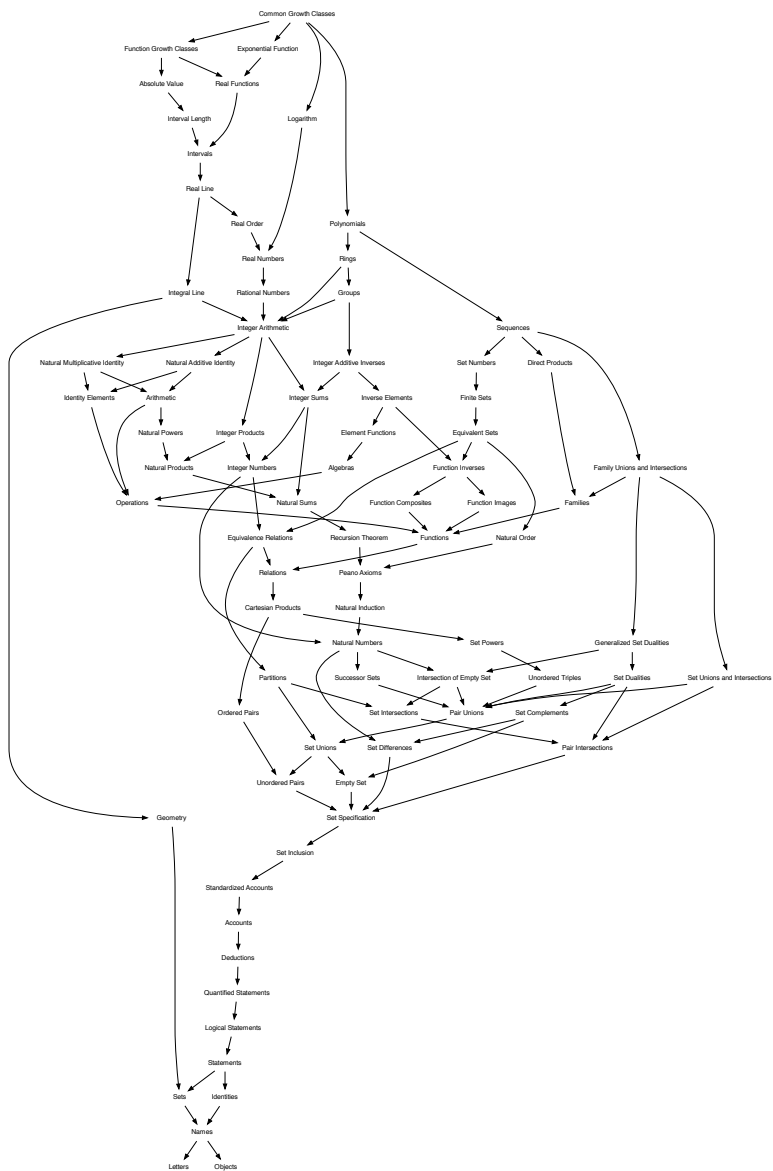 Common Growth Classes
Function Growth Classes
Exponential Function
Absolute Value
Real Functions
Interval Length
Logarithm
Intervals
Real Line
Real Order
Polynomials
Real Numbers
Rings
Integral Line
Rational Numbers
Groups
Integer Arithmetic
Sequences
Natural Multiplicative Identity
Natural Additive Identity
Integer Additive Inverses
Set Numbers
Direct Products
Identity Elements
Arithmetic
Integer Sums
Inverse Elements
Finite Sets
Natural Powers
Integer Products
Element Functions
Equivalent Sets
Natural Products
Integer Numbers
Algebras
Function Inverses
Family Unions and Intersections
Operations
Natural Sums
Function Composites
Function Images
Families
Equivalence Relations
Recursion Theorem
Functions
Natural Order
Relations
Peano Axioms
Cartesian Products
Natural Induction
Natural Numbers
Set Powers
Generalized Set Dualities
Partitions
Successor Sets
Intersection of Empty Set
Unordered Triples
Set Dualities
Set Unions and Intersections
Ordered Pairs
Set Intersections
Pair Unions
Set Complements
Set Unions
Set Differences
Pair Intersections
Unordered Pairs
Empty Set
Geometry
Set Specification
Set Inclusion
Standardized Accounts
Accounts
Deductions
Quantified Statements
Logical Statements
Statements
Sets
Identities
Names
Letters
Objects